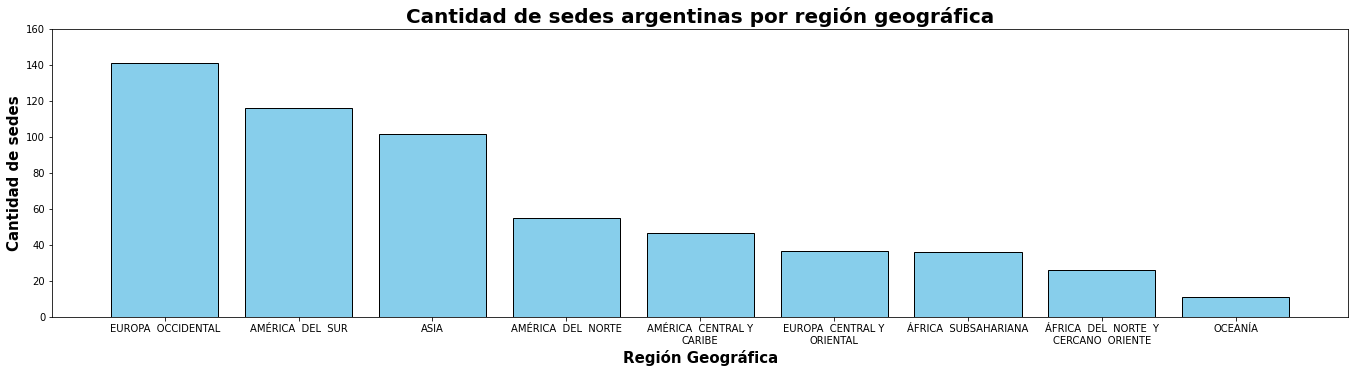 Cantidad de sedes argentinas por región geográfica
160
140
120
100
80
60
40
20
0
Cantidad de sedes
EUROPA  OCCIDENTAL
AMÉRICA  DEL  SUR
ASIA
AMÉRICA  DEL  NORTE
AMÉRICA  CENTRAL Y
CARIBE
EUROPA  CENTRAL Y
ORIENTAL
ÁFRICA  SUBSAHARIANA
ÁFRICA  DEL  NORTE  Y
CERCANO  ORIENTE
OCEANÍA
Región Geográfica